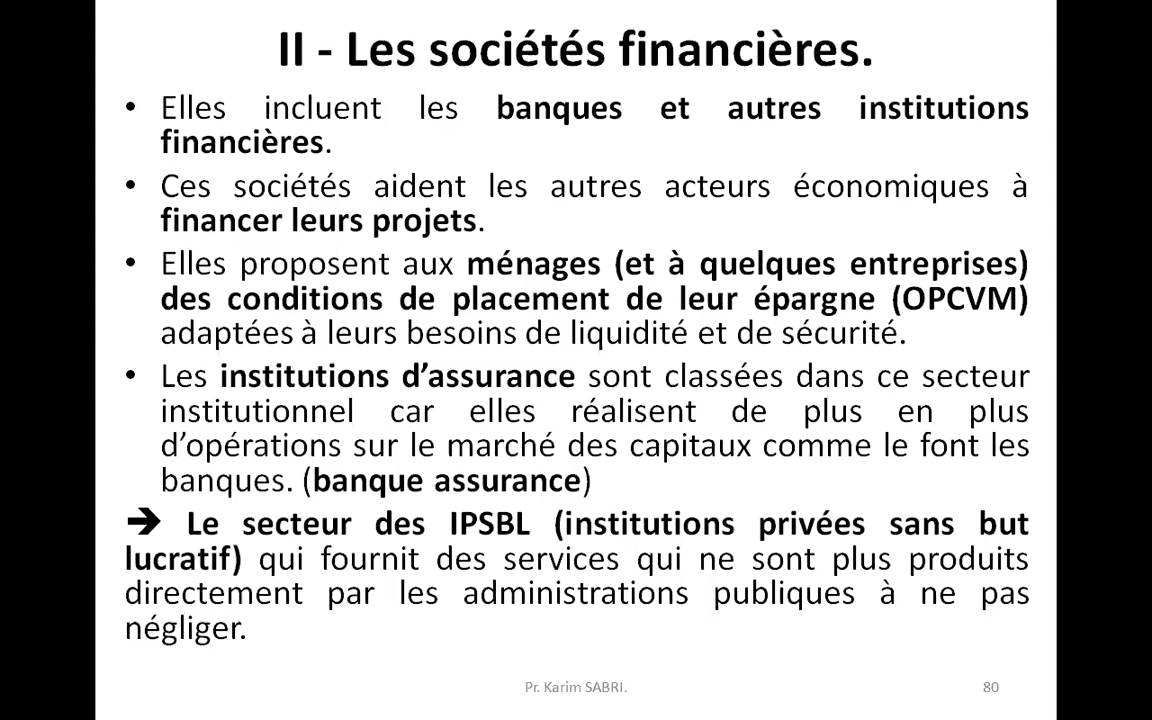 II - Les sociétés financières.
• Elles incluent les banques et autres institutions
financières.
• Ces sociétés aident les autres acteurs économiques à
financer leurs projets.
• Elles proposent aux ménages (et à quelques entreprises)
des conditions de placement de leur épargne (OPCVM)
adaptées à leurs besoins de liquidité et de sécurité.
• Les institutions d’assurance sont classées dans ce secteur
institutionnel car elles réalisent de plus en plus
d’opérations sur le marché des capitaux comme le font les
banques. (banque assurance)
➔ Le secteur des IPSBL (institutions privées sans but
lucratif) qui fournit des services qui ne sont plus produits
directement par les administrations publiques à ne pas
négliger.
Pr. Karim SABRI.
80